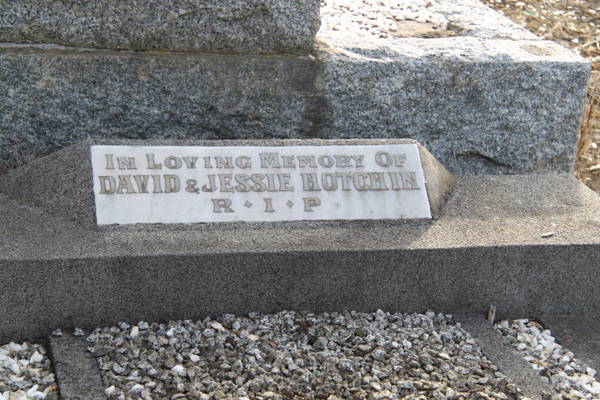 In Loving Memory Of
DAVID & JESSIE HOTCHIN
R · I · P